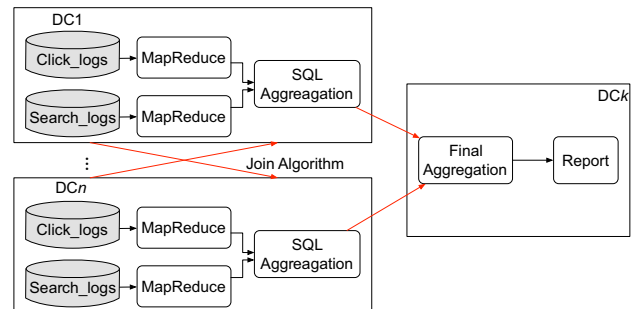 DC1
Click_logs
MapReduce
SQL
Aggreagation
Search_logs
MapReduce
DCk
Final
Aggregation
Report
...
Join Algorithm
DCn
Click_logs
MapReduce
SQL
Aggreagation
Search_logs
MapReduce